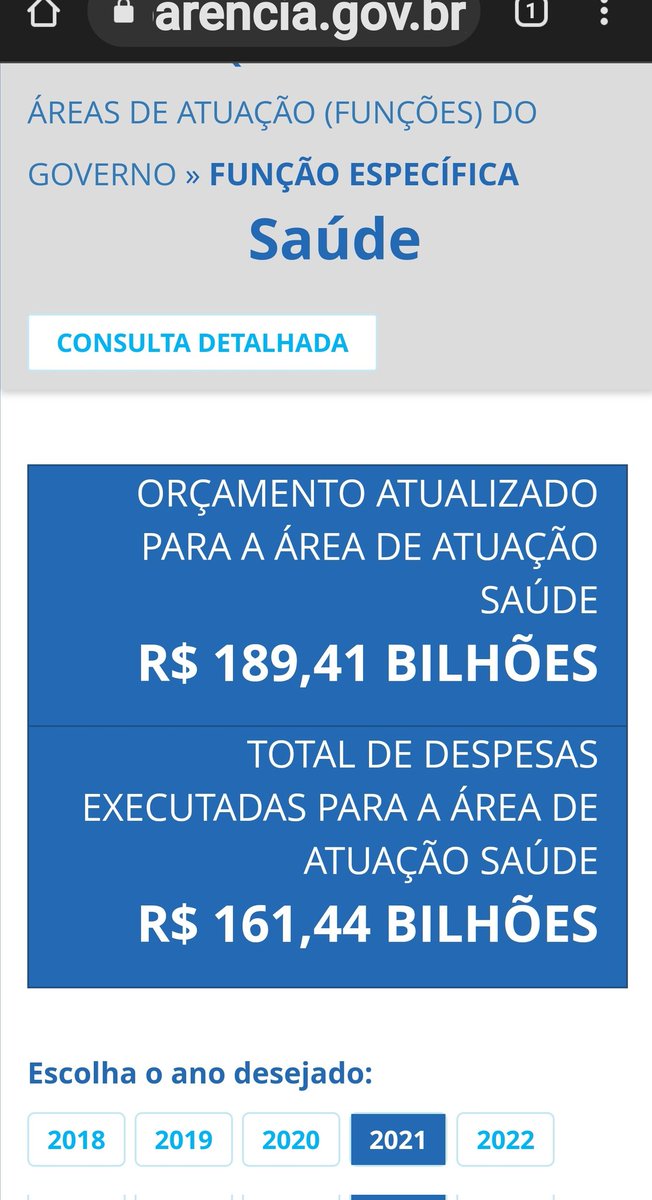 arencia.gov.br
1
ÁREAS DE ATUAÇÃO (FUNÇÕES) DO
GOVERNO » FUNÇÃO ESPECÍFICA
Saúde
CONSULTA DETALHADA
ORÇAMENTO ATUALIZADO
PARA A ÁREA DE ATUAÇÃO
SAÚDE
R$ 189,41 BILHÕES
TOTAL DE DESPESAS
EXECUTADAS PARA A ÁREA DE
ATUAÇÃO SAÚDE
R$ 161,44 BILHÕES
Escolha o ano desejado:
2018 2019 2020 2021 2022